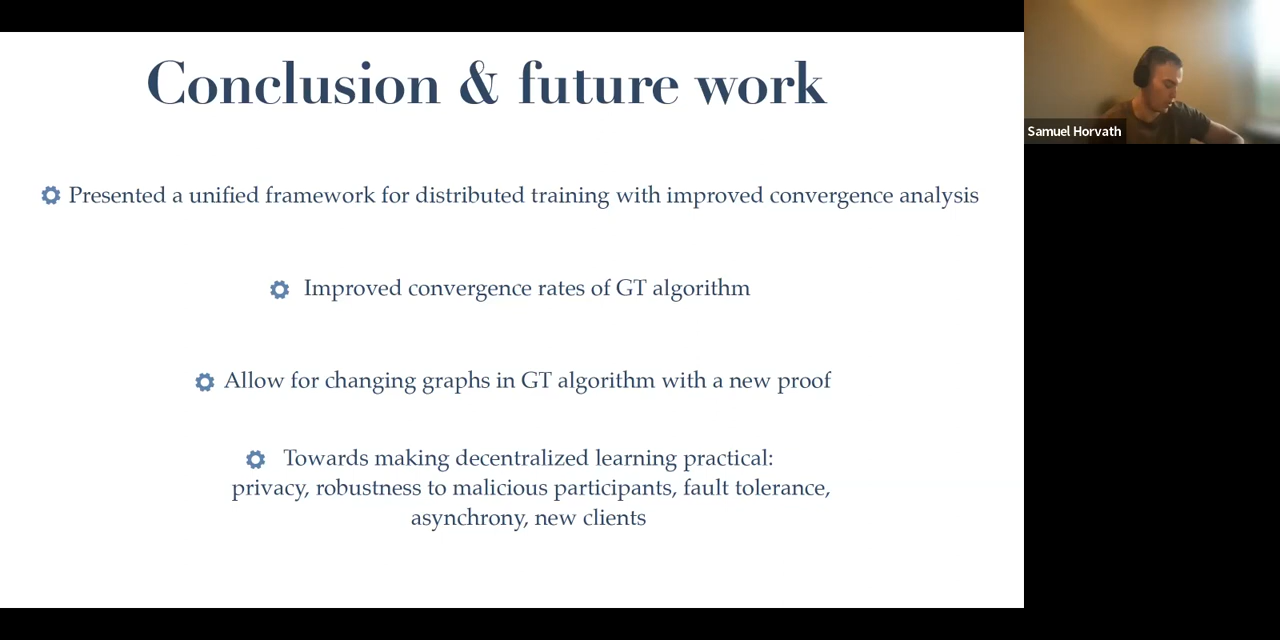 Conclusion & future work
Samuel Horvath
Presented a unified framework for distributed training with improved convergence analysis
Improved convergence rates of GT algorithm
Allow for changing graphs in GT algorithm with a new proof
Towards making decentralized learning practical:
privacy, robustness to malicious participants, fault tolerance,
asynchrony, new clients